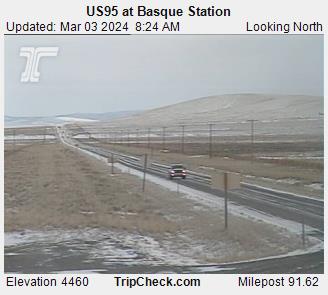 US95 at Basque Station
Updated: Mar 03 2024 8:24 AM Looking North
Elevation 4460 TripCheck.com Milepost 91.62